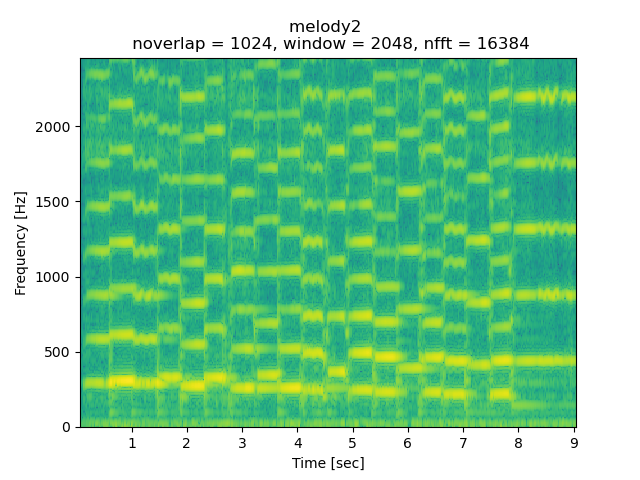 melody2
noverlap = 1024, window = 2048, nfft = 16384
2000
1500
1000
500
0
Frequency [Hz]
1 2 3 4 5 6 7 8 9
Time [sec]